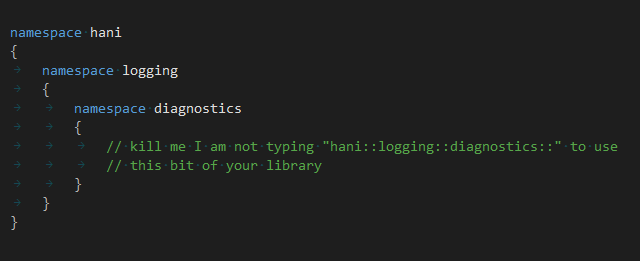 namespace hani
{
namespace logging
{
namespace diagnostics
{
// kill me I am not typing "hani::logging::diagnostics::" to use
// this bit of your library
}
}
}